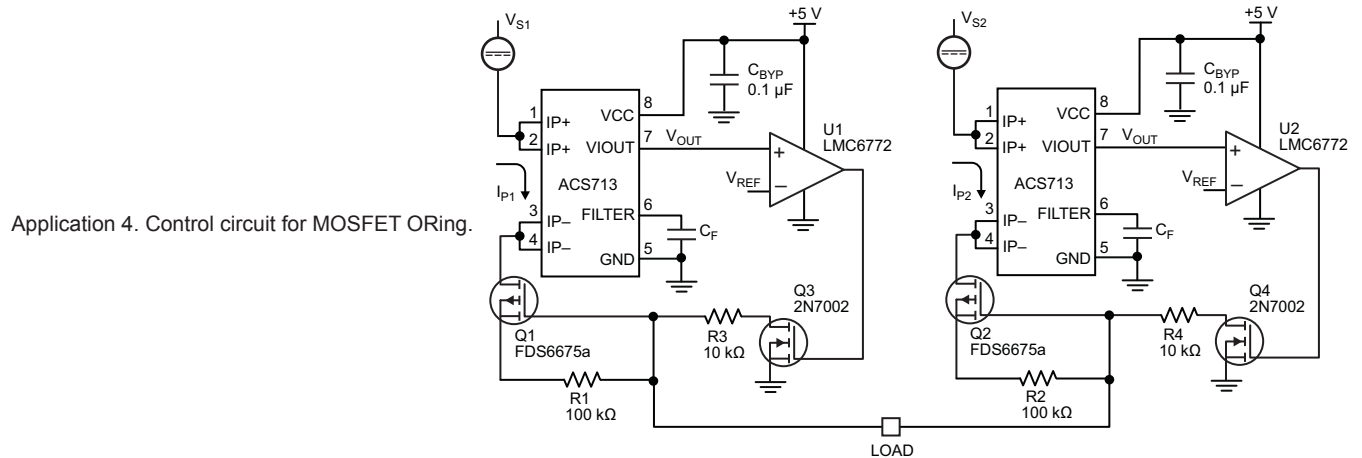 Application 4. Control circuit for MOSFET ORing.
VS1
+5 V
CBYP
0.1 µF
1
2
IP+
IP+
VCC
8
VIOUT
7
VOUT
U1
LMC6772
+
–
VREF
IP1
ACS713
3
4
IP–
IP–
FILTER
6
CF
GND
5
Q1
FDS6675a
R3
10 kΩ
Q3
2N7002
R1
100 kΩ
VS2
+5 V
CBYP
0.1 µF
1
2
IP+
IP+
VCC
8
VIOUT
7
VOUT
U2
LMC6772
+
–
VREF
IP2
ACS713
3
4
IP–
IP–
FILTER
6
CF
GND
5
Q2
FDS6675a
R4
10 kΩ
Q4
2N7002
R2
100 kΩ
LOAD